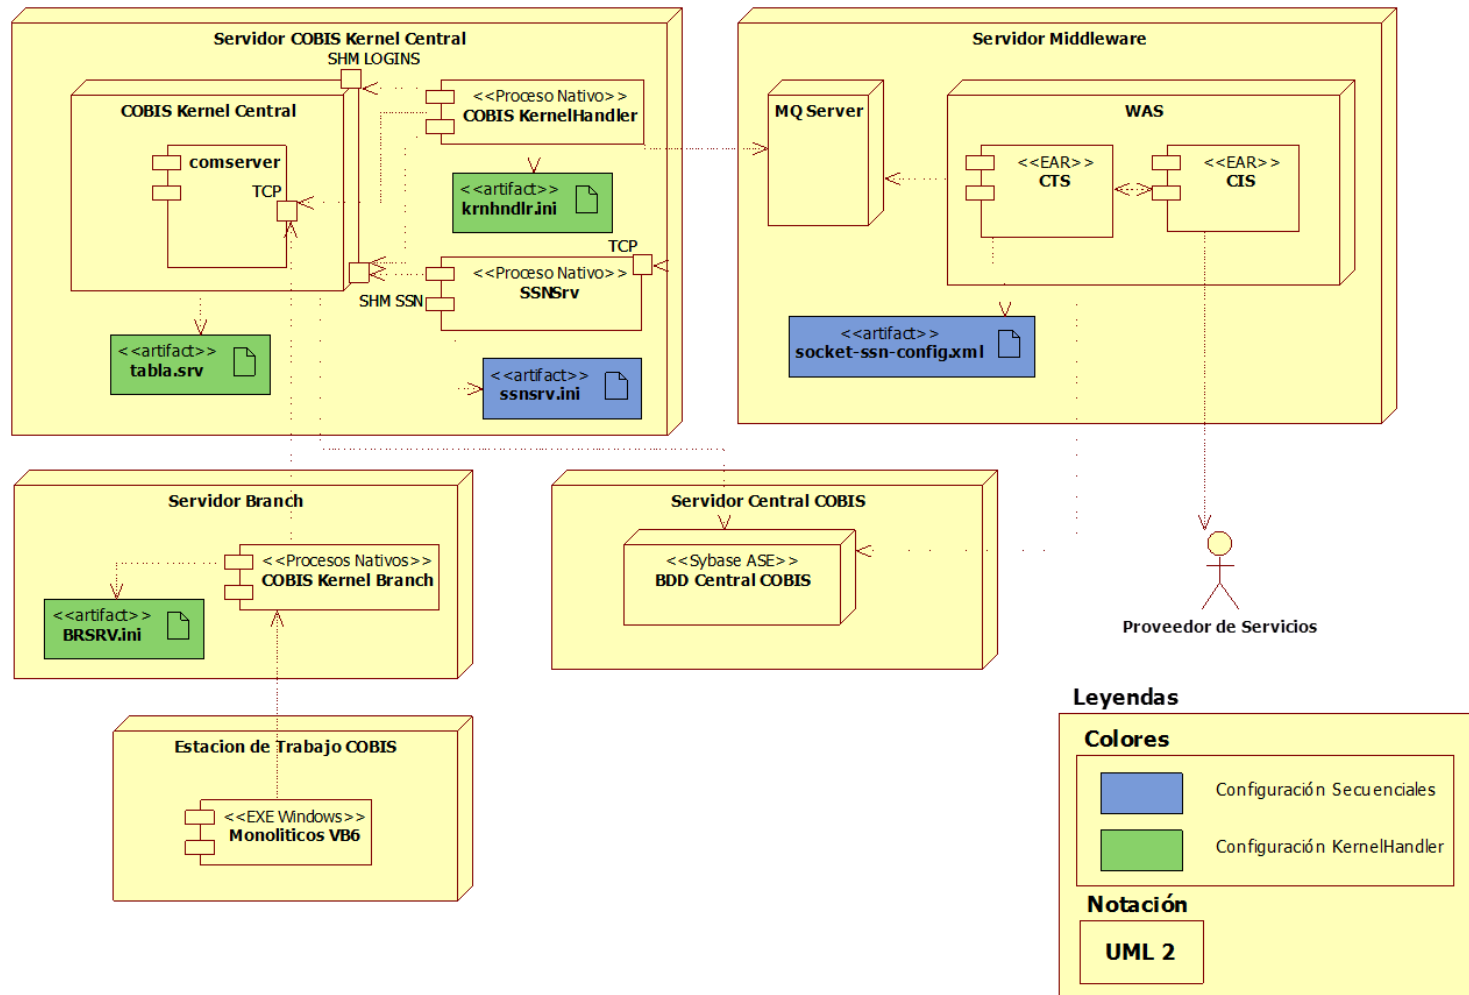 Servidor COBIS Kernel Central
SHM LOGINS
COBIS Kernel Central
comserver
TCP
<<Proceso Nativo>>
COBIS KernelHandler
<<artifact>>
krnhndlr.ini
TCP
<<Proceso Nativo>>
SSNSrv
SHM SSN
<<artifact>>
tabla.srv
<<artifact>>
ssnsrv.ini
Servidor Middleware
MQ Server
WAS
<<EAR>>
CTS
<<EAR>>
CIS
<<artifact>>
socket-ssn-config.xml
Servidor Branch
<<Procesos Nativos>>
COBIS Kernel Branch
<<artifact>>
BRSRV.ini
Servidor Central COBIS
<<Sybase ASE>>
BDD Central COBIS
Proveedor de Servicios
Estacion de Trabajo COBIS
<<EXE Windows>>
Monoliticos VB6
Leyendas
Colores
Configuración Secuenciales
Configuración KernelHandler
Notación
UML 2